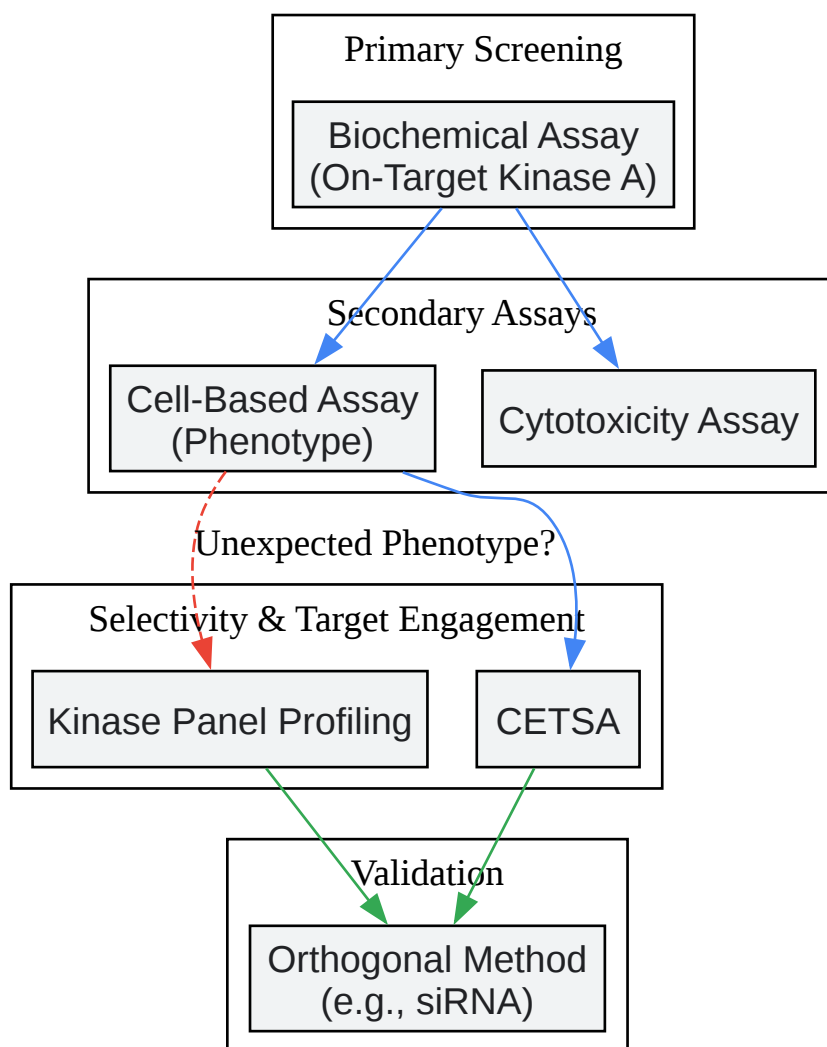 Primary Screening
Biochemical Assay
(On-Target Kinase A)
Secondary Assays
Cell-Based Assay
(Phenotype)
Cytotoxicity Assay
Unexpected Phenotype?
Selectivity & Target Engagement
Kinase Panel Profiling
CETSA
Validation
Orthogonal Method
(e.g., siRNA)